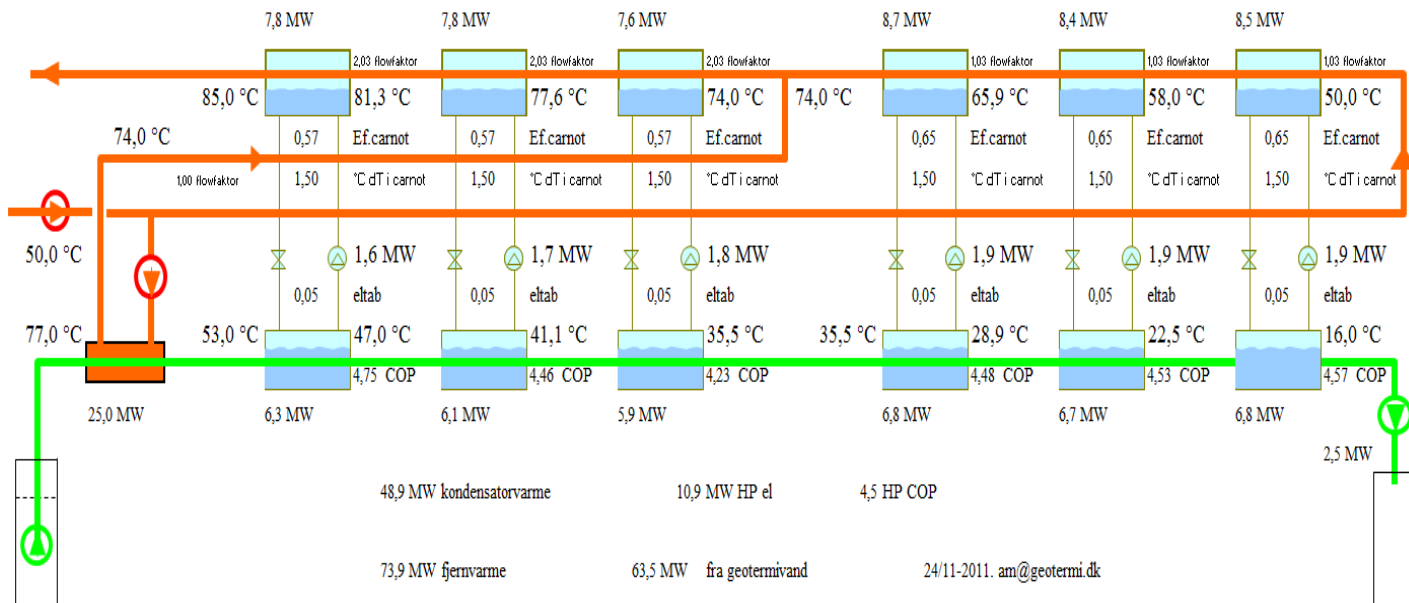 7,8 MW 7,8 MW 7,6 MW 8,7 MW 8,4 MW 8,5 MW
2,03 flowfaktor 2,03 flowfaktor 2,03 flowfaktor 1,03 flowfaktor 1,03 flowfaktor 1,03 flowfaktor
85,0 °C 81,3 °C 77,6 °C 74,0 °C 74,0 °C 65,9 °C 58,0 °C 50,0 °C
74,0 °C 0,57 Ef.carnot 0,57 Ef.carnot 0,57 Ef.carnot 0,65 Ef.carnot 0,65 Ef.carnot 0,65 Ef.carnot
1,00 flowfaktor 1,50 °C dT i carnot 1,50 °C dT i carnot 1,50 °C dT i carnot 1,50 °C dT i carnot 1,50 °C dT i carnot 1,50 °C dT i carnot
50,0 °C 1,6 MW 1,7 MW 1,8 MW 1,9 MW 1,9 MW 1,9 MW
0,05 eltab 0,05 eltab 0,05 eltab 0,05 eltab 0,05 eltab 0,05 eltab
77,0 °C 53,0 °C 47,0 °C 41,1 °C 35,5 °C 35,5 °C 28,9 °C 22,5 °C 16,0 °C
4,75 COP 4,46 COP 4,23 COP 4,48 COP 4,53 COP 4,57 COP
25,0 MW 6,3 MW 6,1 MW 5,9 MW 6,8 MW 6,7 MW 6,8 MW
2,5 MW
48,9 MW kondensatorvarme 10,9 MW HP el 4,5 HP COP
73,9 MW fjernvarme 63,5 MW fra geotermivand 24/11-2011. am@geotermi.dk